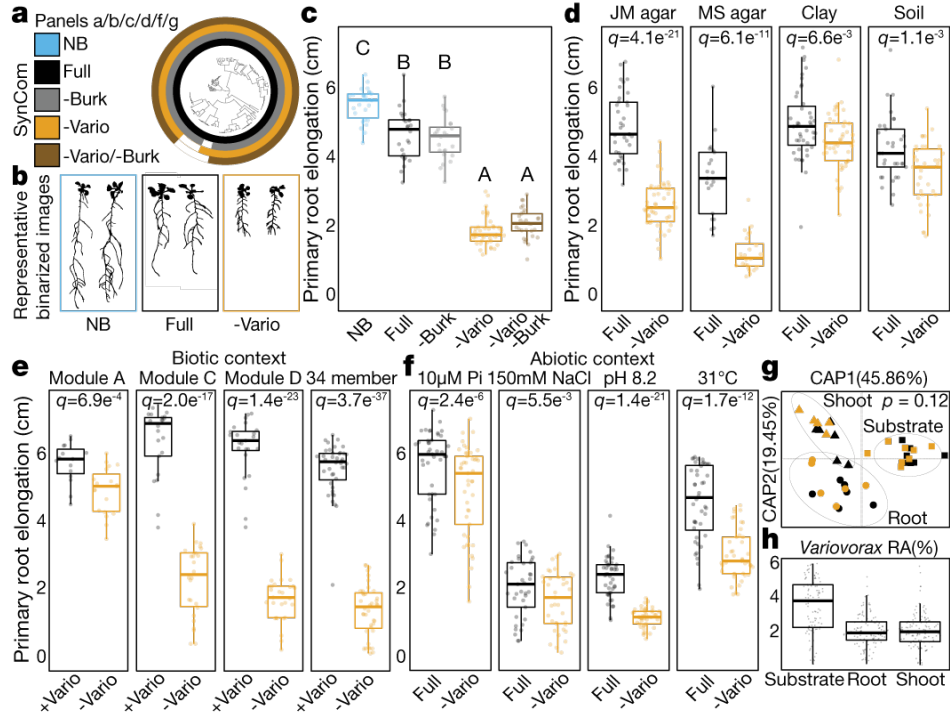 a Panels a/b/c/d/f/g
SynCom
NB
Full
-Burk
-Vario
-Vario/-Burk
b
Representative
binarized images
NB Full -Vario
c
Primary root elongation (cm)
6
4
2
0
C
B B
A A
NB
Full
-Burk
-Vario
-Vario
-Burk
d
Primary root elongation (cm)
6
4
2
0
JM agar MS agar Clay Soil
q=4.1e-21 q=6.1e-11 q=6.6e-3 q=1.1e-3
Full -Vario Full -Vario Full -Vario Full -Vario
e
Primary root elongation (cm)
6
4
2
0
Biotic context
Module A Module C Module D 34 member
q=6.9e-4 q=2.0e-17 q=1.4e-23 q=3.7e-37
+Vario -Vario +Vario -Vario +Vario -Vario +Vario -Vario
f
Abiotic context
10µM Pi 150mM NaCl pH 8.2 31°C
q=2.4e-6 q=5.5e-3 q=1.4e-21 q=1.7e-12
Full -Vario Full -Vario Full -Vario Full -Vario
g
CAP1(45.86%)
CAP2(19.45%)
Shoot p = 0.12
Substrate
Root
h
Variovorax RA(%)
6
4
2
Substrate Root Shoot